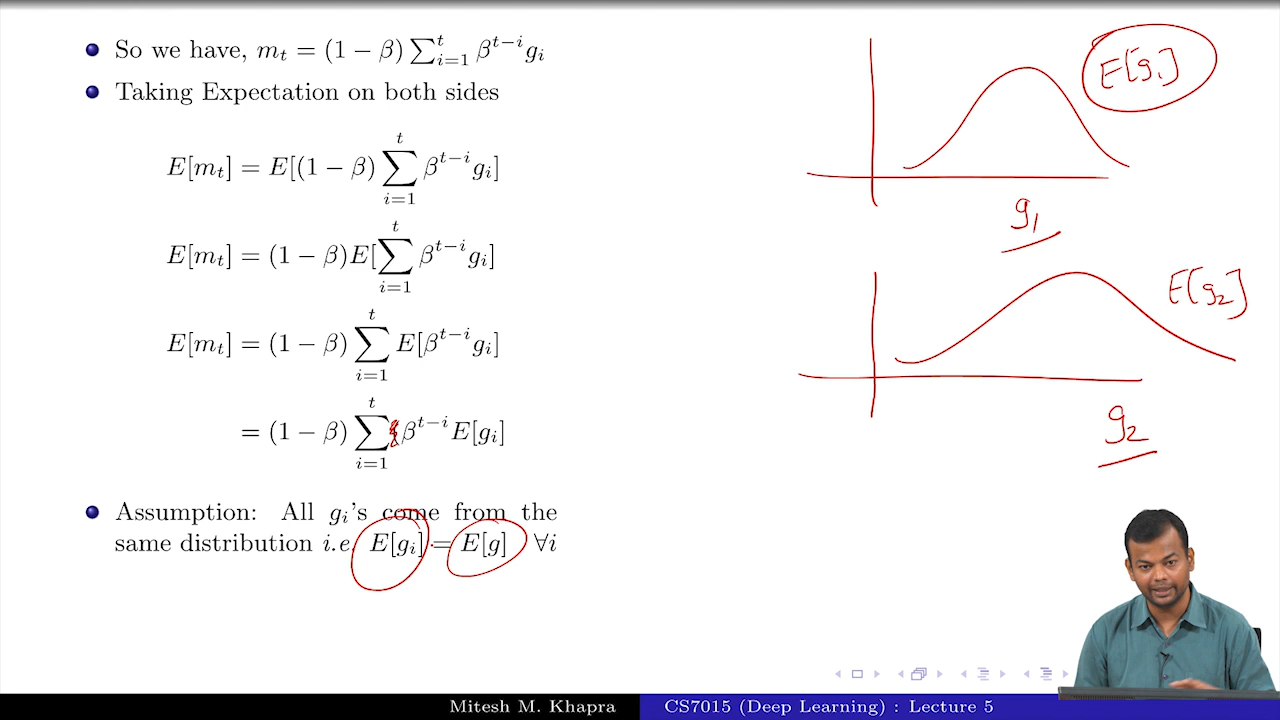 So we have, m_t = (1 − β) ∑_{i=1}^{t} β^{t−i} g_i
Taking Expectation on both sides
E[m_t] = E[(1 − β) ∑_{i=1}^{t} β^{t−i} g_i]
E[m_t] = (1 − β)E[∑_{i=1}^{t} β^{t−i} g_i]
E[m_t] = (1 − β) ∑_{i=1}^{t} E[β^{t−i} g_i]
= (1 − β) ∑_{i=1}^{t} β^{t−i} E[g_i]
Assumption: All g_i's come from the
same distribution i.e. E[g_i] = E[g] ∀i
E[g_1]
g_1
E[g_2]
g_2
Mitesh M. Khapra CS7015 (Deep Learning) : Lecture 5